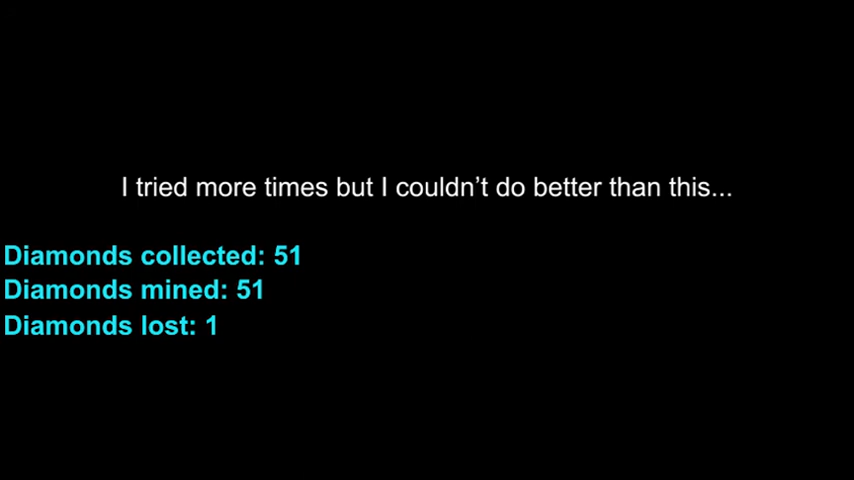 I tried more times but I couldn’t do better than this...
Diamonds collected: 51
Diamonds mined: 51
Diamonds lost: 1